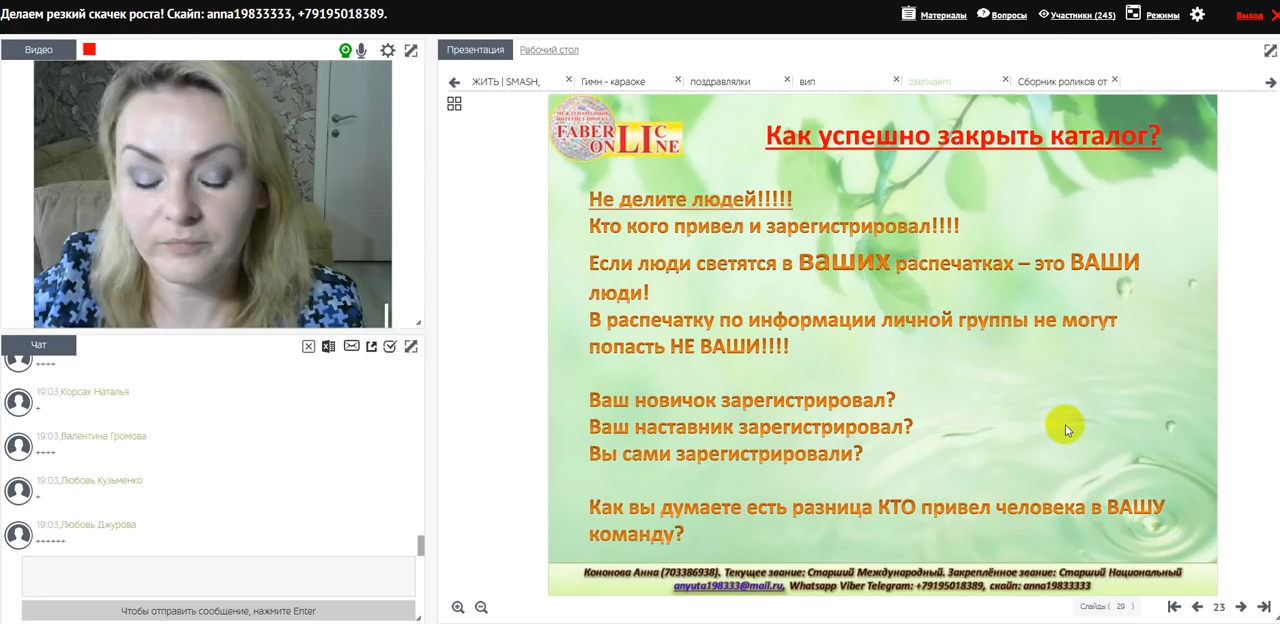 Делаем резкий скачек роста! Скайп: anna19833333, +79195018389.
Материалы
Вопросы
Участники (245)
Режимы
Выход
Видео
Презентация
Рабочий стол
ЖИТЬ | SMASH,
Гимн - караоке
поздравлялки
вип
zakrivaem
Сборник роликов от
МЕЖДУНАРОДНЫЙ
ИНТЕРНЕТ-ПРОЕКТ
FABERLIC
ONLINE
Как успешно закрыть каталог?
Не делите людей!!!!!
Кто кого привел и зарегистрировал!!!!
Если люди светятся в ваших распечатках – это ВАШИ
люди!
В распечатку по информации личной группы не могут
попасть НЕ ВАШИ!!!!
Ваш новичок зарегистрировал?
Ваш наставник зарегистрировал?
Вы сами зарегистрировали?
Как вы думаете есть разница КТО привел человека в ВАШУ
команду?
Кононова Анна (703386938). Текущее звание: Старший Международный. Закреплённое звание: Старший Национальный
anyuta198333@mail.ru, Whatsapp Viber Telegram: +79195018389, скайп: anna19833333
Слайды ( 29 )
23
Чат
++++
19:03,Корсак Наталья
+
19:03,Валентина Громова
++++
19:03,Любовь Кузьменко
+
19:03,Любовь Джурова
++++++
Чтобы отправить сообщение, нажмите Enter